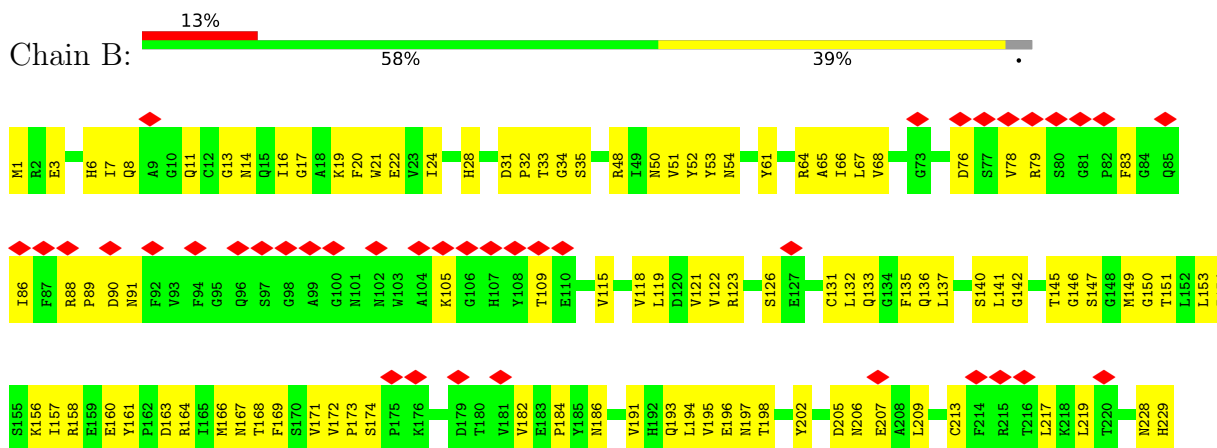 13%
Chain B:
58% 39% •
M1 R2 E3 H6 I7 Q8 A9 G10 Q11 C12 G13 N14 Q15 I16 G17 A18 K19 F20 W21 E22 V23 I24 H28 D31 P32 T33 G34 S35 R48 I49 N50 V51 Y52 Y53 N54 Y61 R64 A65 I66 L67 V68 G73 D76 S77 V78 R79 S80 G81 P82 F83 G84 Q85
I86 F87 R88 P89 D90 N91 F92 V93 F94 G95 Q96 S97 G98 A99 G100 N101 N102 W103 A104 K105 G106 H107 Y108 T109 E110 V115 V118 L119 D120 V121 V122 R123 S126 E127 C131 L132 Q133 G134 F135 Q136 L137 S140 L141 G142 T145 G146 S147 G148 M149 G150 T151 L152 L153
S155 K156 I157 R158 E159 E160 Y161 P162 D163 R164 I165 M166 N167 T168 F169 S170 V171 V172 P173 S174 P175 K176 D179 T180 V181 V182 E183 P184 Y185 N186 V191 H192 Q193 L194 V195 E196 N197 T198 Y202 D205 N206 E207 A208 L209 C213 F214 R215 T216 L217 K218 L219 T220 N228 H229